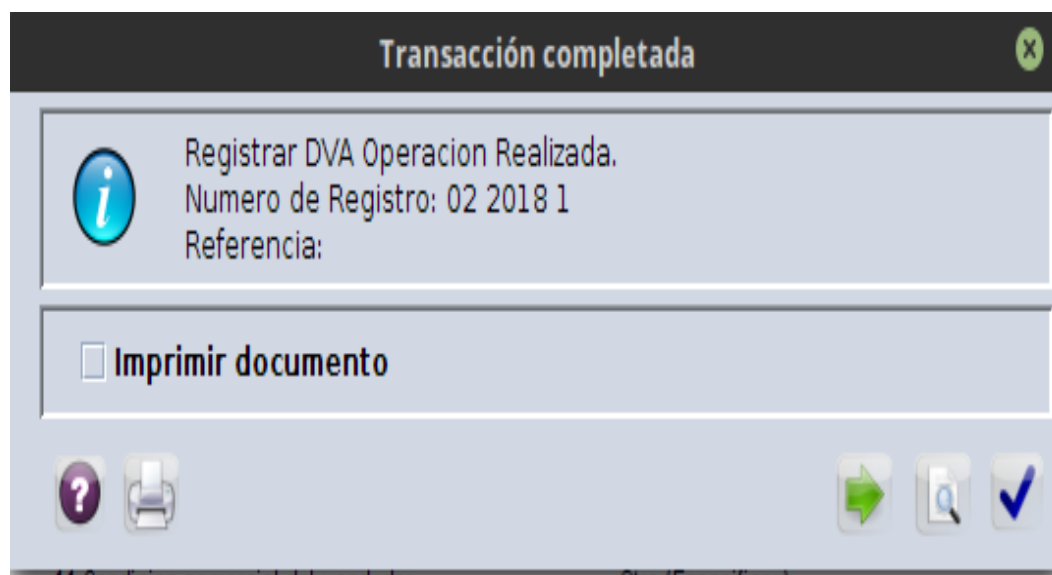 Transacción completada
Registrar DVA Operacion Realizada.
Numero de Registro: 02 2018 1
Referencia:
Imprimir documento